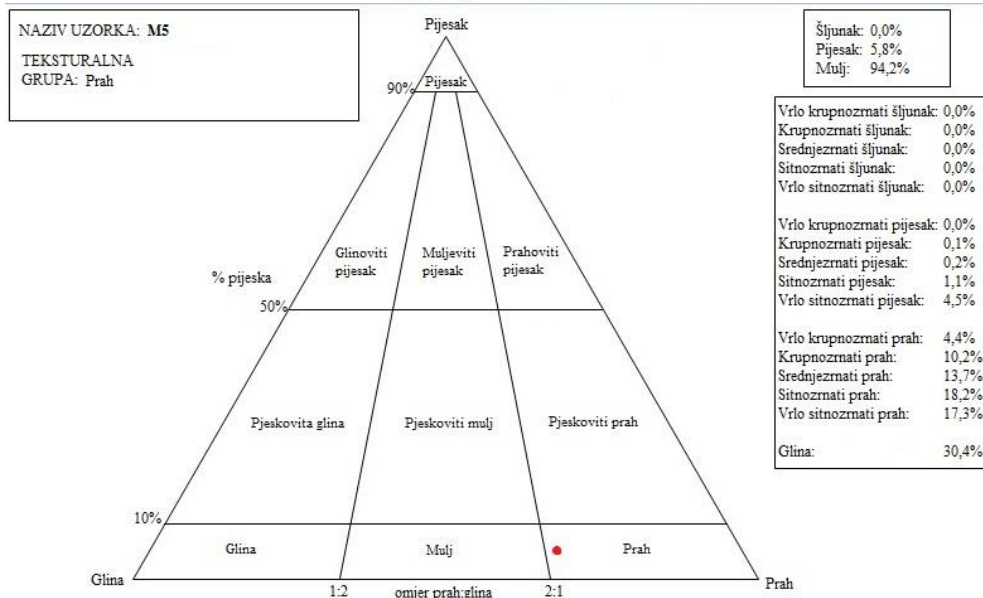 NAZIV UZORKA: M5
TEKSTURALNA
GRUPA: Prah
Pijesak
90%
Pijesak
Glinoviti
pijesak
Muljeviti
pijesak
Prahoviti
pijesak
% pijeska
50%
Pjeskovita glina
Pjeskoviti mulj
Pjeskoviti prah
10%
Glina
Mulj
Prah
Glina
1:2
omjer prah:glina
2:1
Prah
Šljunak: 0,0%
Pijesak: 5,8%
Mulj: 94,2%
Vrlo krupnozrnati šljunak: 0,0%
Krupnozrnati šljunak: 0,0%
Srednjezrnati šljunak: 0,0%
Sitnozrnati šljunak: 0,0%
Vrlo sitnozrnati šljunak: 0,0%
Vrlo krupnozrnati pijesak: 0,0%
Krupnozrnati pijesak: 0,1%
Srednjezrnati pijesak: 0,2%
Sitnozrnati pijesak: 1,1%
Vrlo sitnozrnati pijesak: 4,5%
Vrlo krupnozrnati prah: 4,4%
Krupnozrnati prah: 10,2%
Srednjezrnati prah: 13,7%
Sitnozrnati prah: 18,2%
Vrlo sitnozrnati prah: 17,3%
Glina: 30,4%